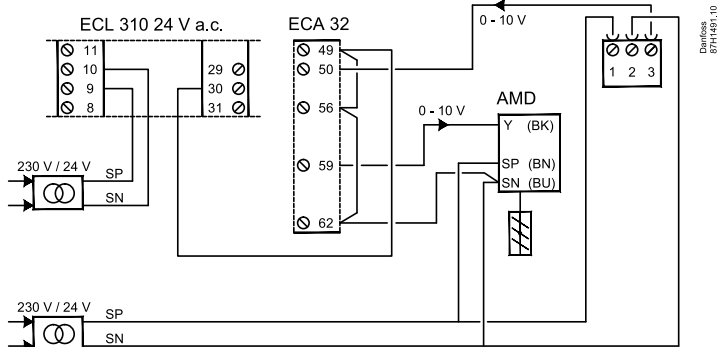 ECL 310 24 V a.c.
ECA 32
0 - 10 V
Danfoss
87H1491.10
11
10
9
8
29
30
31
49
50
56
59
62
1 2 3
0 - 10 V
AMD
Y (BK)
SP (BN)
SN (BU)
230 V / 24 V
SP
SN
230 V / 24 V
SP
SN